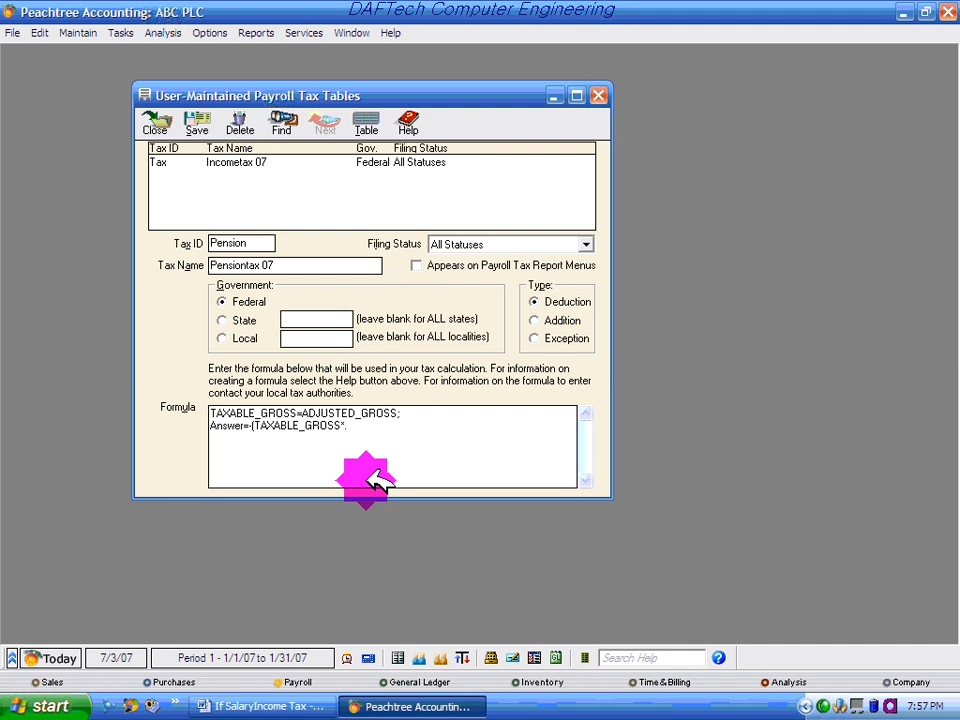 DAFTech Computer Engineering
Peachtree Accounting: ABC PLC
File Edit Maintain Tasks Analysis Options Reports Services Window Help
User-Maintained Payroll Tax Tables
Close Save Delete Find Next Table Help
Tax ID Tax Name Gov. Filing Status
Tax Incometax 07 Federal All Statuses
Tax ID Pension Filing Status All Statuses
Tax Name Pensiontax 07 Appears on Payroll Tax Report Menus
Government: Type:
Federal Deduction
State (leave blank for ALL states) Addition
Local (leave blank for ALL localities) Exception
Enter the formula below that will be used in your tax calculation. For information on
creating a formula select the Help button above. For information on the formula to enter
contact your local tax authorities.
Formula
TAXABLE_GROSS=ADJUSTED_GROSS;
Answer=-(TAXABLE_GROSS*.
Today 7/3/07 Period 1 - 1/1/07 to 1/31/07 Search Help
Sales Purchases Payroll General Ledger Inventory Time & Billing Analysis Company
start If SalaryIncome Tax -... Peachtree Accountin... 7:57 PM